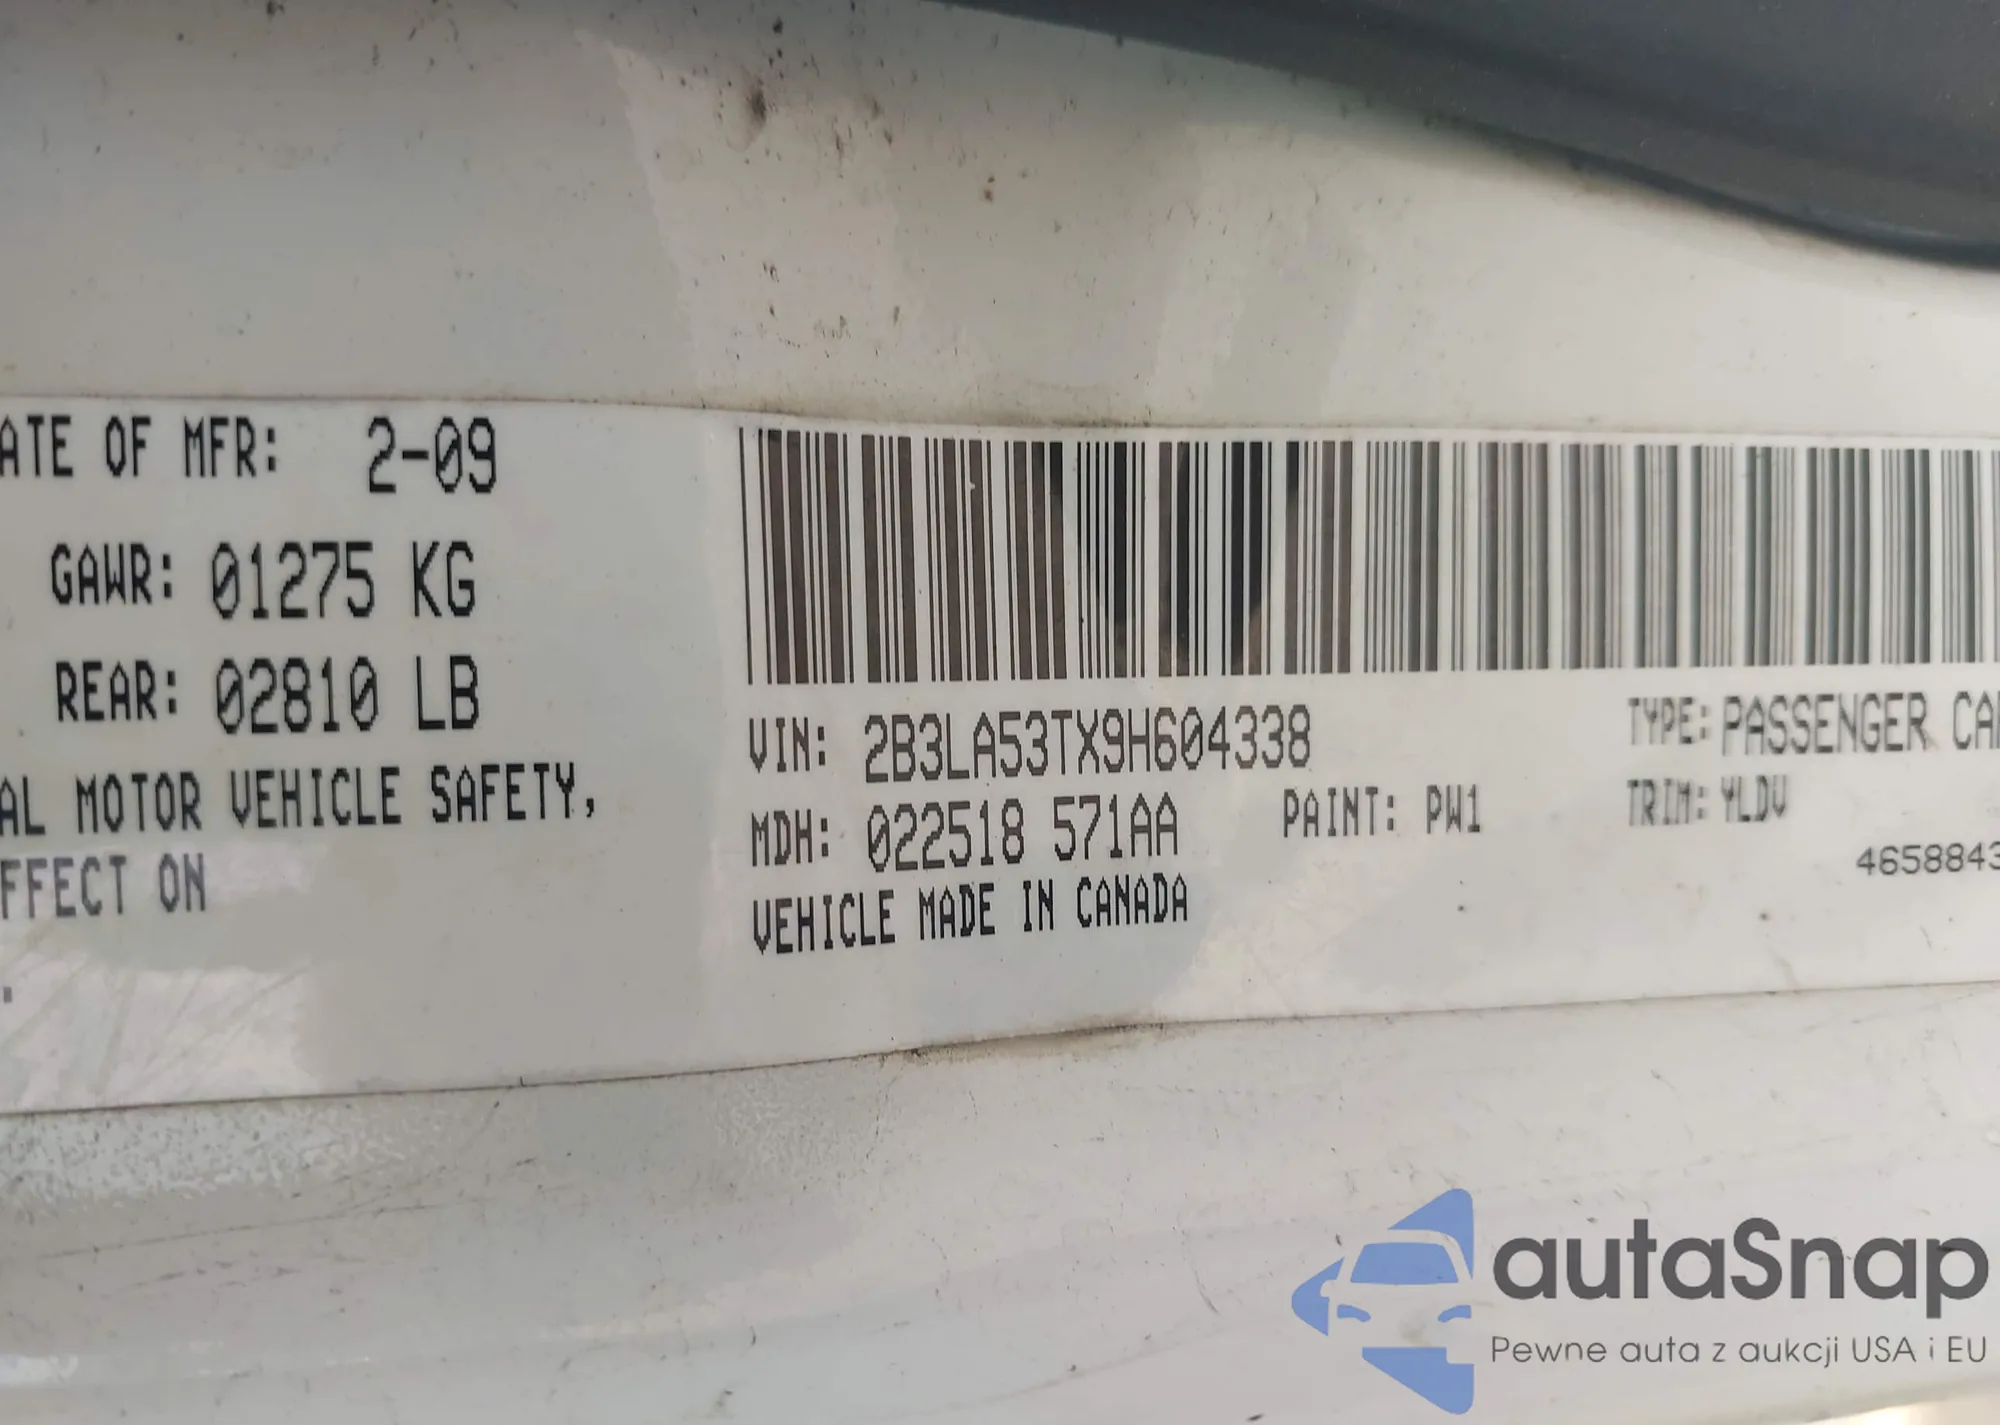 ATE OF MFR: 2-09
GAWR: 01275 KG
REAR: 02810 LB
AL MOTOR VEHICLE SAFETY,
FFECT ON
.
VIN: 2B3LA53TX9H604338
TYPE: PASSENGER CAR
MDH: 022518 571AA
PAINT: PW1
TRIM: YLDV
VEHICLE MADE IN CANADA
4658843
autaSnap
Pewne auta z aukcji USA i EU